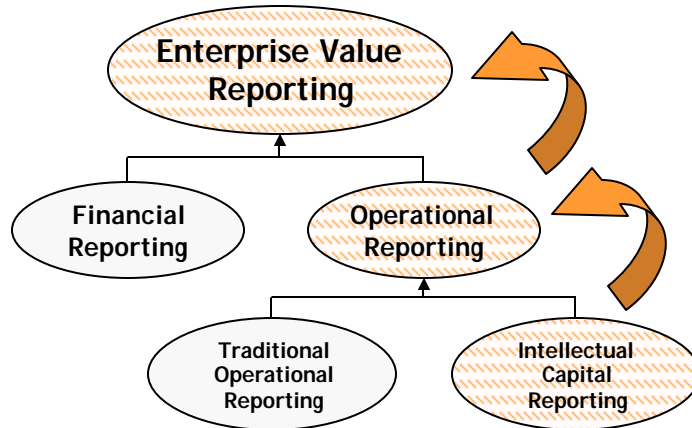 Enterprise Value
Reporting
Financial
Reporting
Operational
Reporting
Traditional
Operational
Reporting
Intellectual
Capital
Reporting